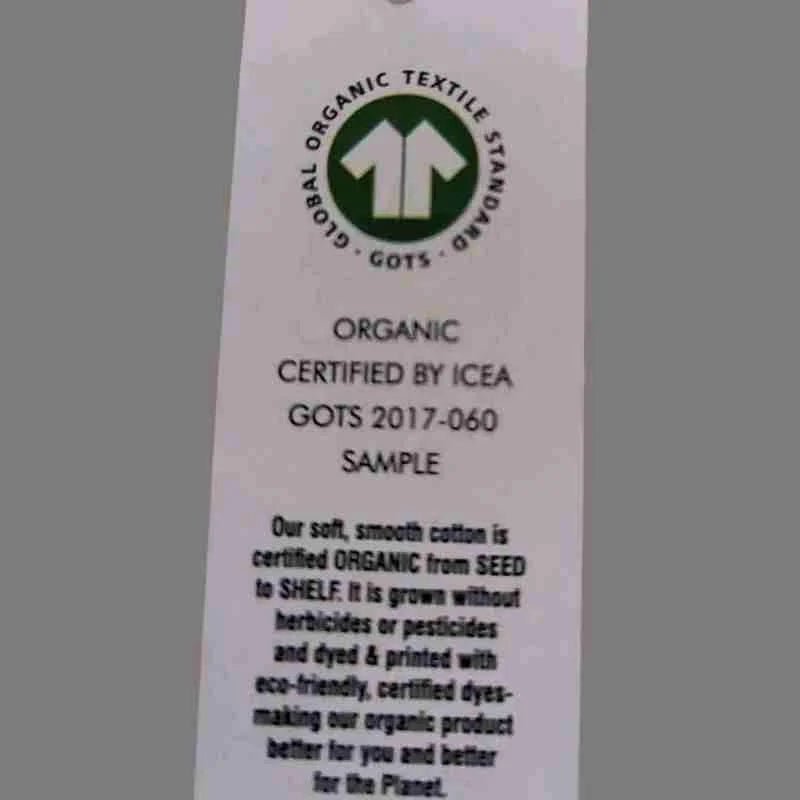 GLOBAL ORGANIC TEXTILE STANDARD
· GOTS ·
ORGANIC
CERTIFIED BY ICEA
GOTS 2017-060
SAMPLE
Our soft, smooth cotton is
certified ORGANIC from SEED
to SHELF. It is grown without
herbicides or pesticides
and dyed & printed with
eco-friendly, certified dyes-
making our organic product
better for you and better
for the Planet.